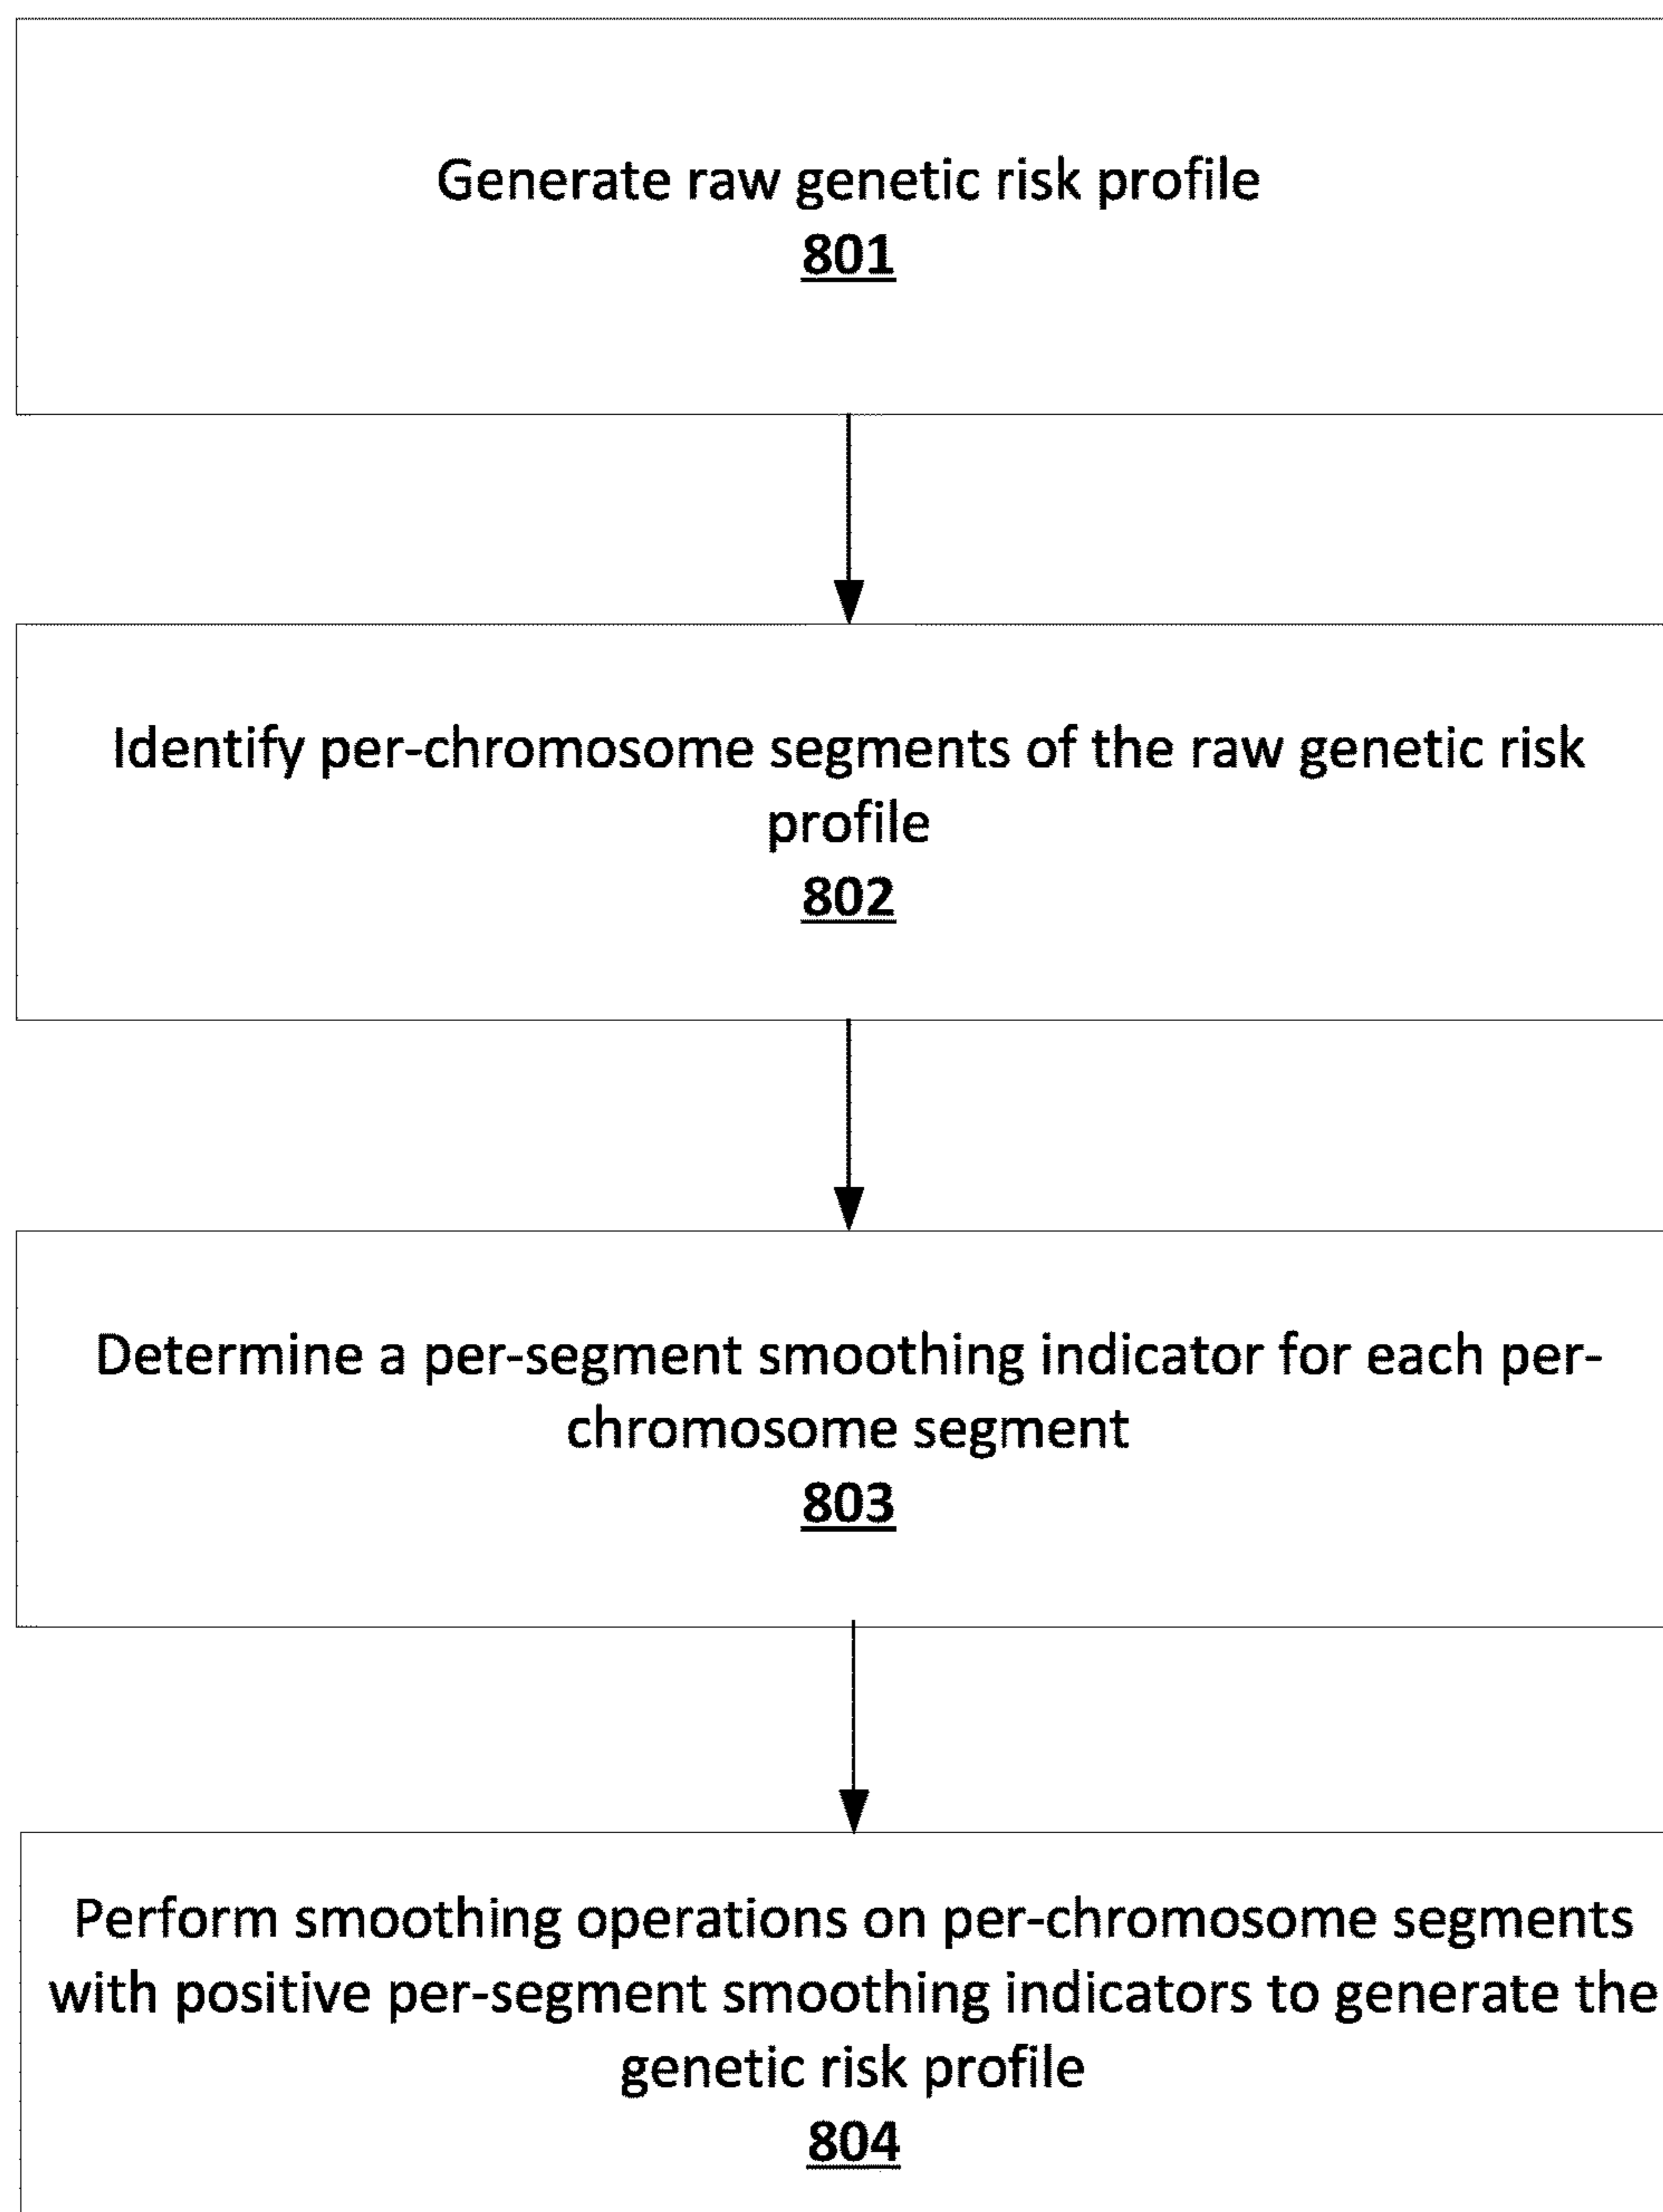 Generate raw genetic risk profile
801
Identify per-chromosome segments of the raw genetic risk
profile
802
Determine a per-segment smoothing indicator for each per-
chromosome segment
803
Perform smoothing operations on per-chromosome segments
with positive per-segment smoothing indicators to generate the
genetic risk profile
804